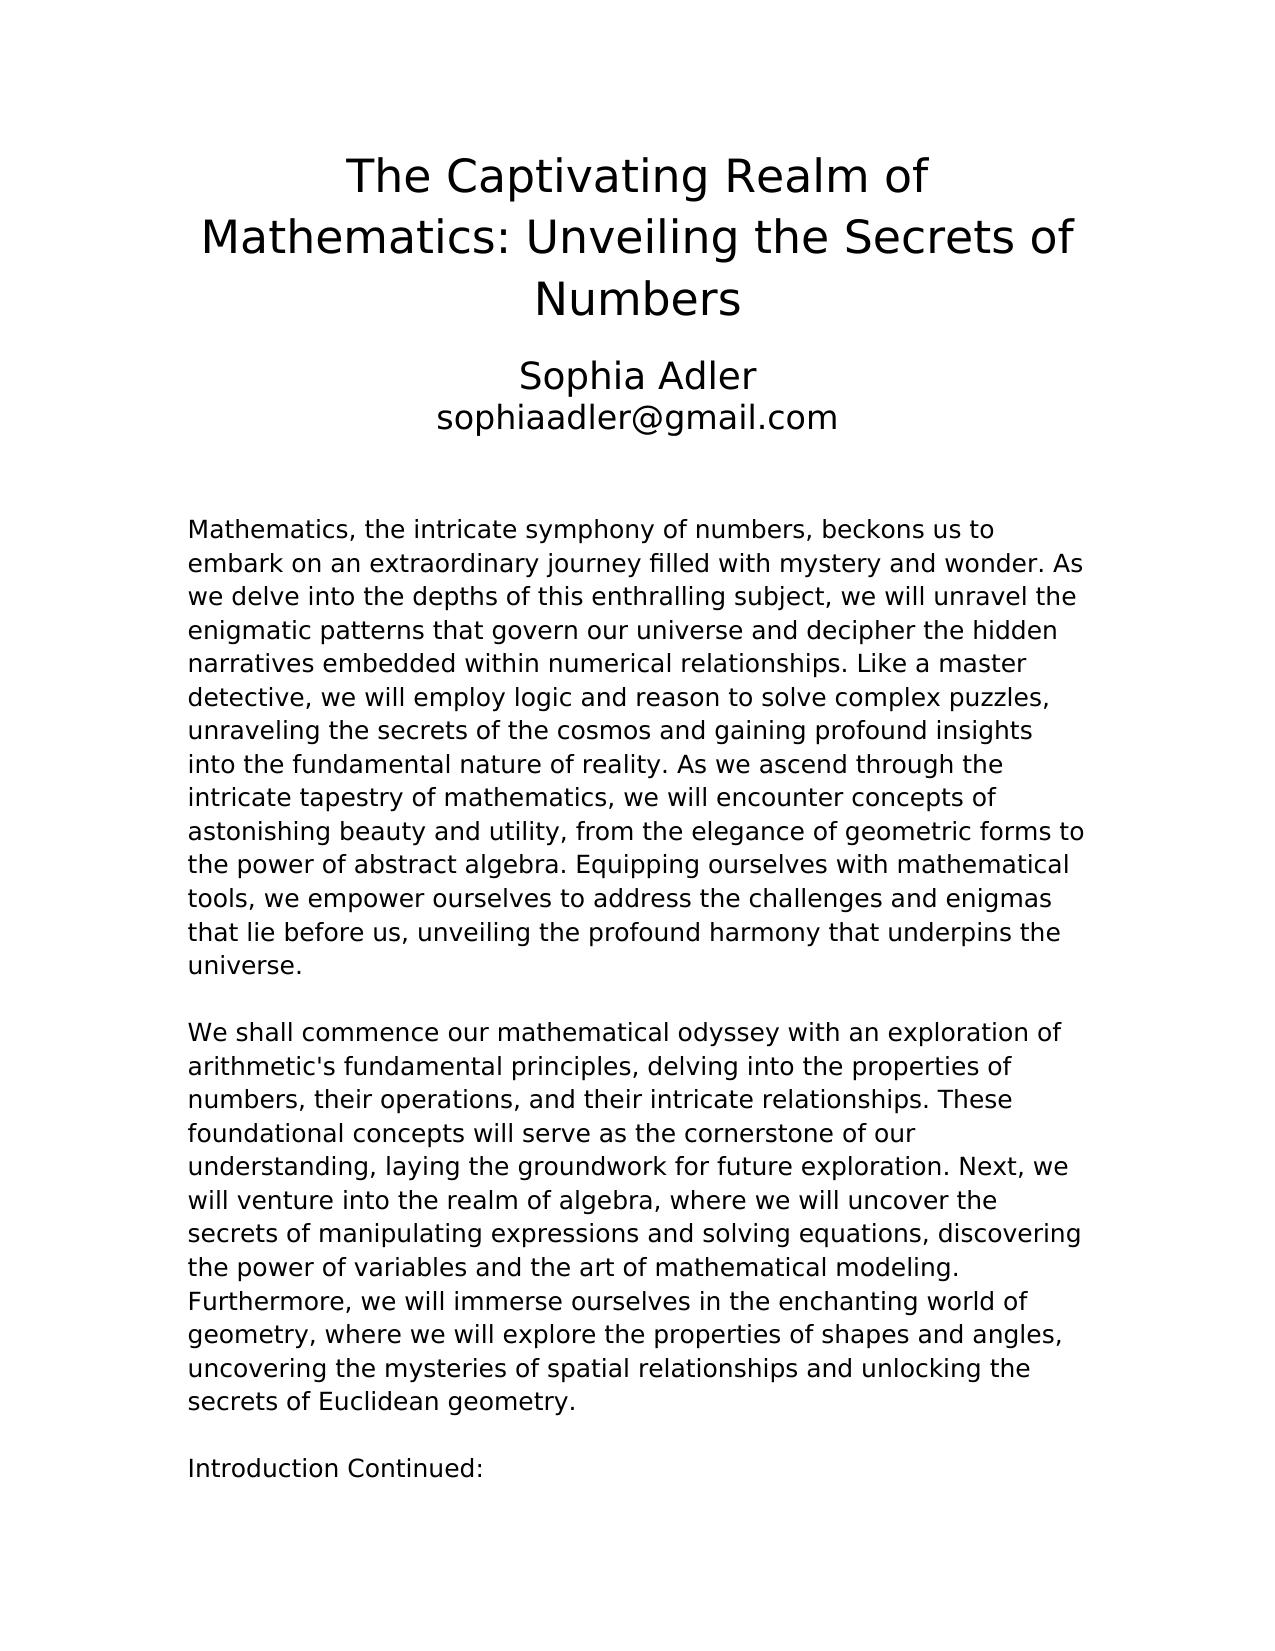 The Captivating Realm of
Mathematics: Unveiling the Secrets of
Numbers
Sophia Adler
sophiaadler@gmail.com
Mathematics, the intricate symphony of numbers, beckons us to
embark on an extraordinary journey filled with mystery and wonder. As
we delve into the depths of this enthralling subject, we will unravel the
enigmatic patterns that govern our universe and decipher the hidden
narratives embedded within numerical relationships. Like a master
detective, we will employ logic and reason to solve complex puzzles,
unraveling the secrets of the cosmos and gaining profound insights
into the fundamental nature of reality. As we ascend through the
intricate tapestry of mathematics, we will encounter concepts of
astonishing beauty and utility, from the elegance of geometric forms to
the power of abstract algebra. Equipping ourselves with mathematical
tools, we empower ourselves to address the challenges and enigmas
that lie before us, unveiling the profound harmony that underpins the
universe.
We shall commence our mathematical odyssey with an exploration of
arithmetic's fundamental principles, delving into the properties of
numbers, their operations, and their intricate relationships. These
foundational concepts will serve as the cornerstone of our
understanding, laying the groundwork for future exploration. Next, we
will venture into the realm of algebra, where we will uncover the
secrets of manipulating expressions and solving equations, discovering
the power of variables and the art of mathematical modeling.
Furthermore, we will immerse ourselves in the enchanting world of
geometry, where we will explore the properties of shapes and angles,
uncovering the mysteries of spatial relationships and unlocking the
secrets of Euclidean geometry.
Introduction Continued: